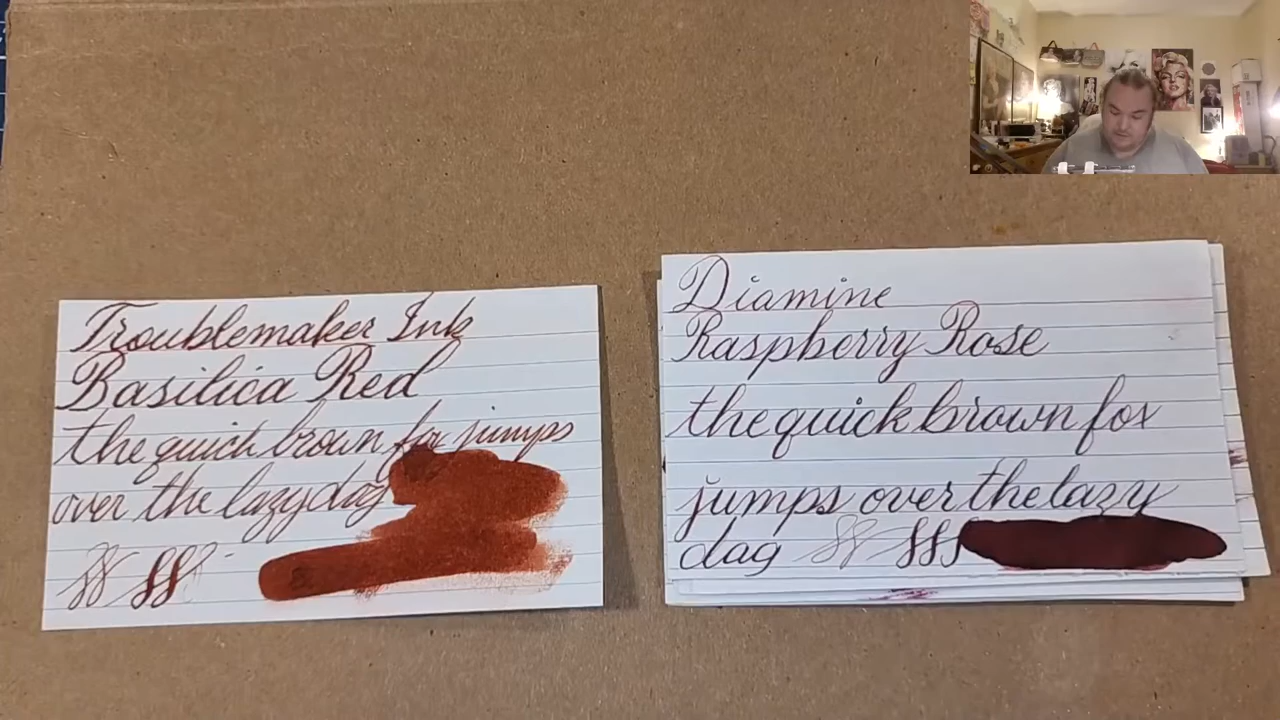 Troublemaker Ink
Basilica Red
the quick brown fox jumps
over the lazy dog
Diamine
Raspberry Rose
the quick brown fox
jumps over the lazy
dog